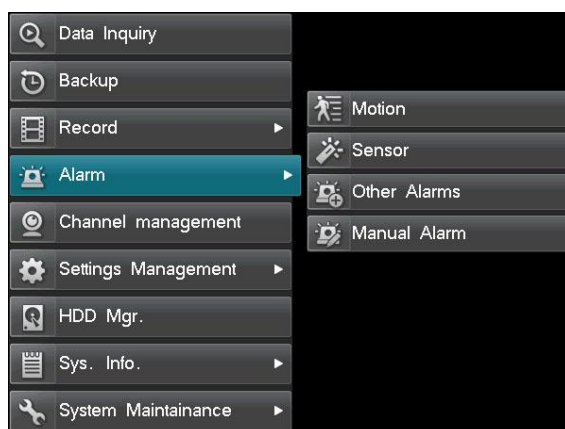 Data Inquiry
Backup
Record
Alarm
Channel management
Settings Management
HDD Mgr.
Sys. Info.
System Maintainance
Motion
Sensor
Other Alarms
Manual Alarm